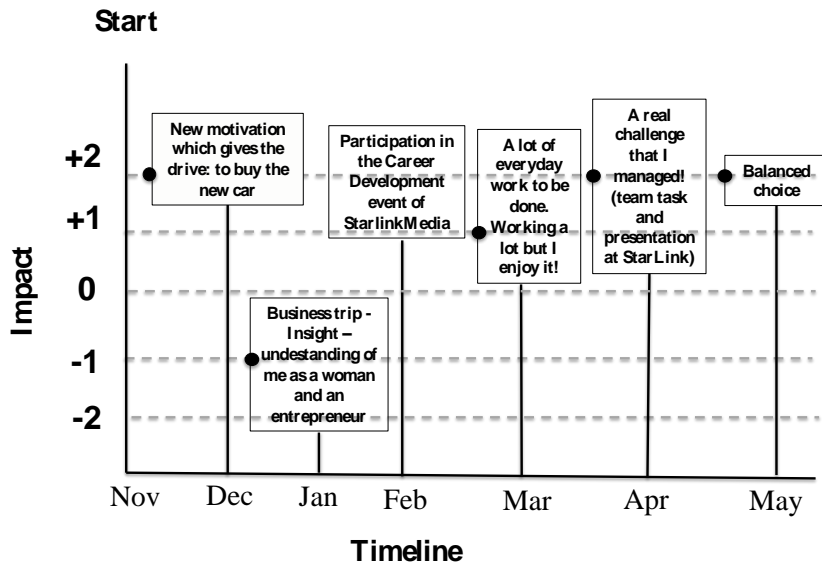 Start
New motivation
which gives the
drive: to buy the
new car
Participation in
the Career
Development
event of
StarlinkMedia
A lot of
everyday
work to be
done.
Working a
lot but I
enjoy it!
A real
challenge
that I
managed!
(team task
and
presentation
at StarLink)
Balanced
choice
Business trip -
Insight –
undestanding of
me as a woman
and an
entrepreneur
+2
+1
0
-1
-2
Impact
Nov
Dec
Jan
Feb
Mar
Apr
May
Timeline